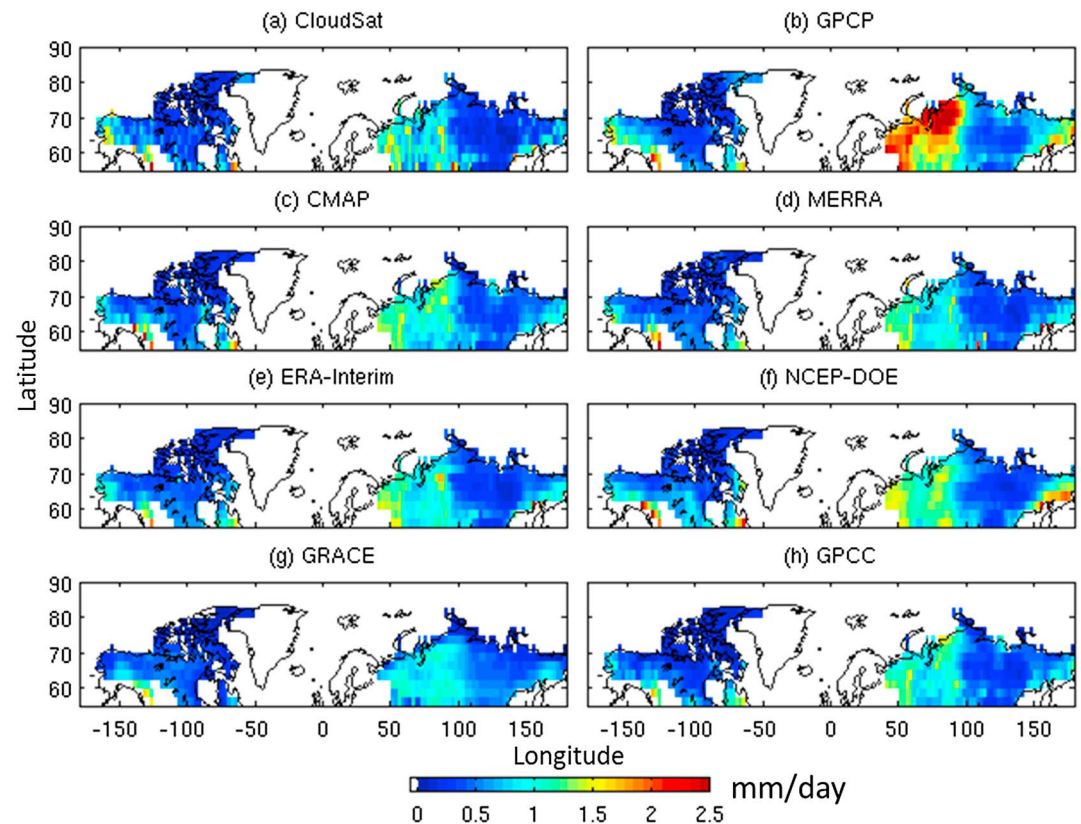 (a) CloudSat
(b) GPCP
90
80
70
60
(c) CMAP
(d) MERRA
90
80
70
60
(e) ERA-Interim
(f) NCEP-DOE
90
80
70
60
(g) GRACE
(h) GPCC
90
80
70
60
Latitude
-150 -100 -50 0 50 100 150
-150 -100 -50 0 50 100 150
Longitude
mm/day
0 0.5 1 1.5 2 2.5